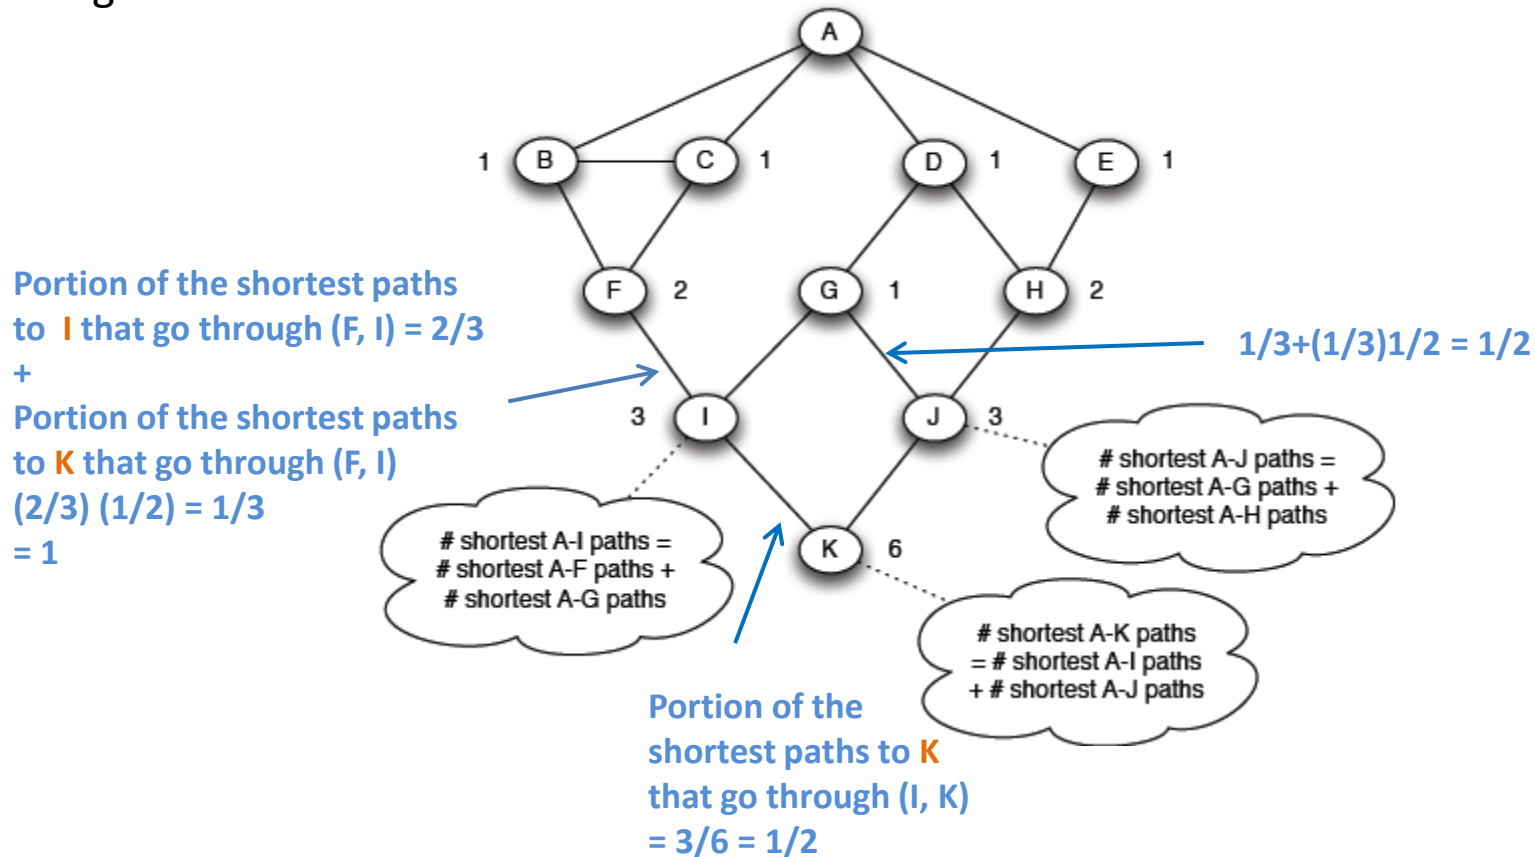 g
A
1 B C 1 D 1 E 1
Portion of the shortest paths
to I that go through (F, I) = 2/3
+
Portion of the shortest paths
to K that go through (F, I)
(2/3) (1/2) = 1/3
= 1
F 2 G 1 H 2
1/3+(1/3)1/2 = 1/2
3 I J 3
# shortest A-J paths =
# shortest A-G paths +
# shortest A-H paths
# shortest A-I paths =
# shortest A-F paths +
# shortest A-G paths
K 6
# shortest A-K paths
= # shortest A-I paths
+ # shortest A-J paths
Portion of the
shortest paths to K
that go through (I, K)
= 3/6 = 1/2